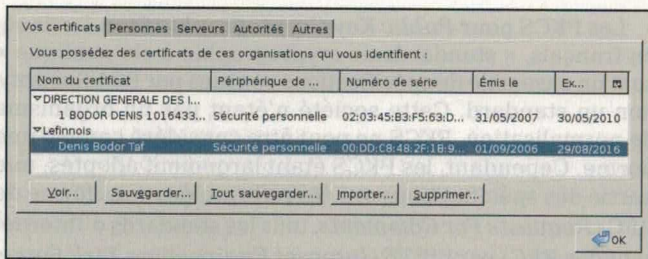 Vos certificats Personnes Serveurs Autorités Autres
Vous possédez des certificats de ces organisations qui vous identifient :
Nom du certificat Périphérique de ... Numéro de série Émis le Ex...
DIRECTION GENERALE DES I...
1 BODOR DENIS 1016433... Sécurité personnelle 02:03:45:B3:F5:63:D... 31/05/2007 30/05/2010
Lefinnois
Denis Bodor Taf Sécurité personnelle 00:DD:C8:48:2F:1B:9... 01/09/2006 29/08/2016
Voir... Sauvegarder... Tout sauvegarder... Importer... Supprimer...
OK